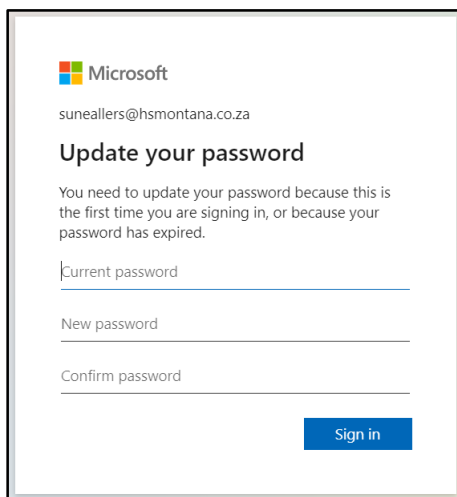 Microsoft
suneallers@hsmontana.co.za
Update your password
You need to update your password because this is
the first time you are signing in, or because your
password has expired.
Current password
New password
Confirm password
Sign in